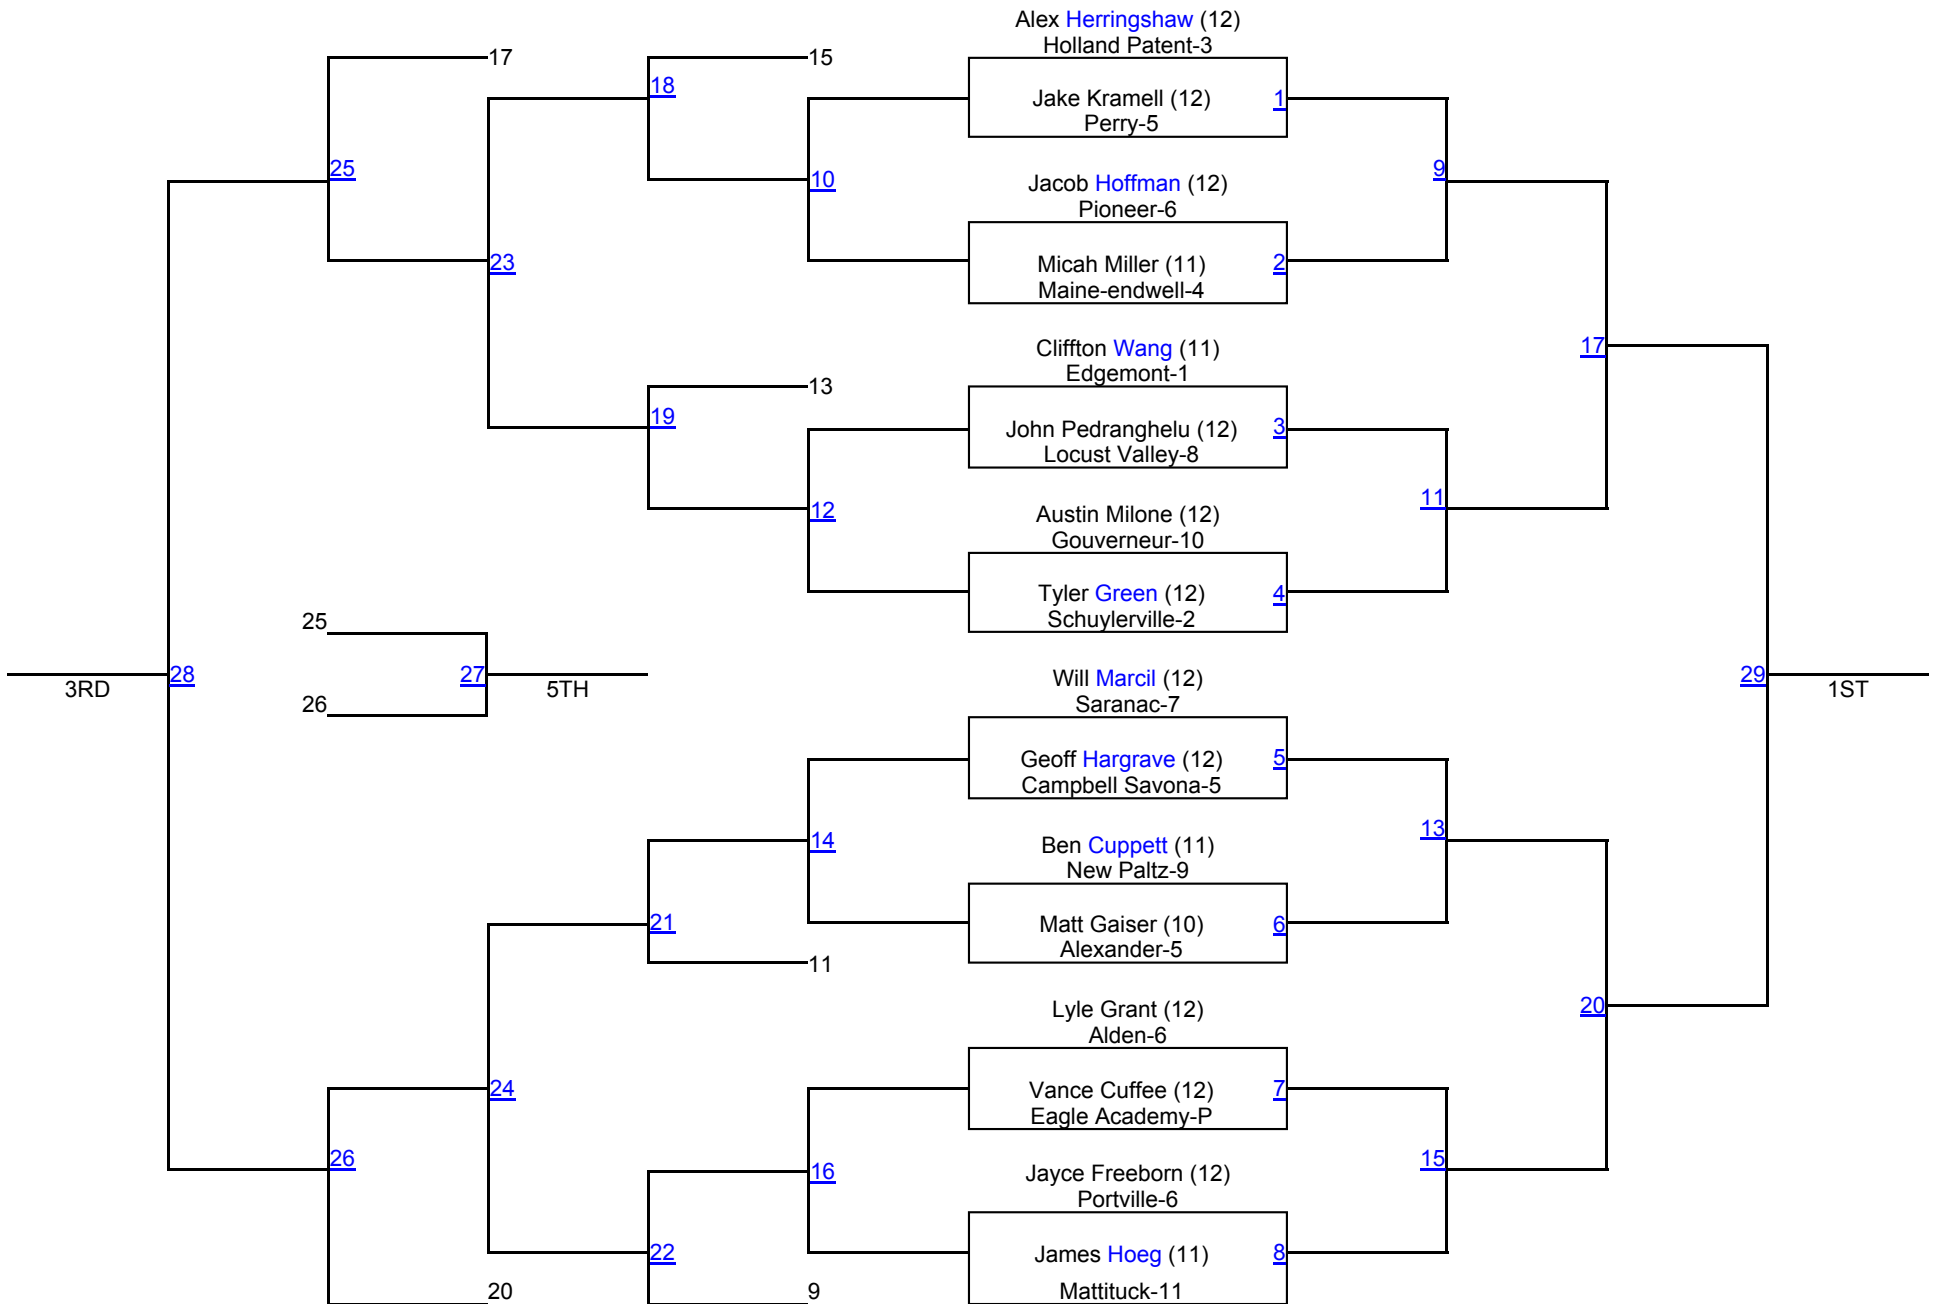 Alex Herringshaw (12)
Holland Patent-3
17
15
18
Jake Kramell (12)
1
Perry-5
25
10
9
Jacob Hoffman (12)
Pioneer-6
23
Micah Miller (11)
2
Maine-endwell-4
Cliffton Wang (11)
17
Edgemont-1
13
19
John Pedranghelu (12)
3
Locust Valley-8
12
11
Austin Milone (12)
Gouverneur-10
Tyler Green (12)
4
Schuylerville-2
25
3RD
28
27
5TH
26
Will Marcil (12)
Saranac-7
29
1ST
Geoff Hargrave (12)
5
Campbell Savona-5
14
13
Ben Cuppett (11)
New Paltz-9
21
Matt Gaiser (10)
6
Alexander-5
11
Lyle Grant (12)
Alden-6
20
24
Vance Cuffee (12)
7
Eagle Academy-P
26
16
15
Jayce Freeborn (12)
Portville-6
22
James Hoeg (11)
8
20
9
Mattituck-11